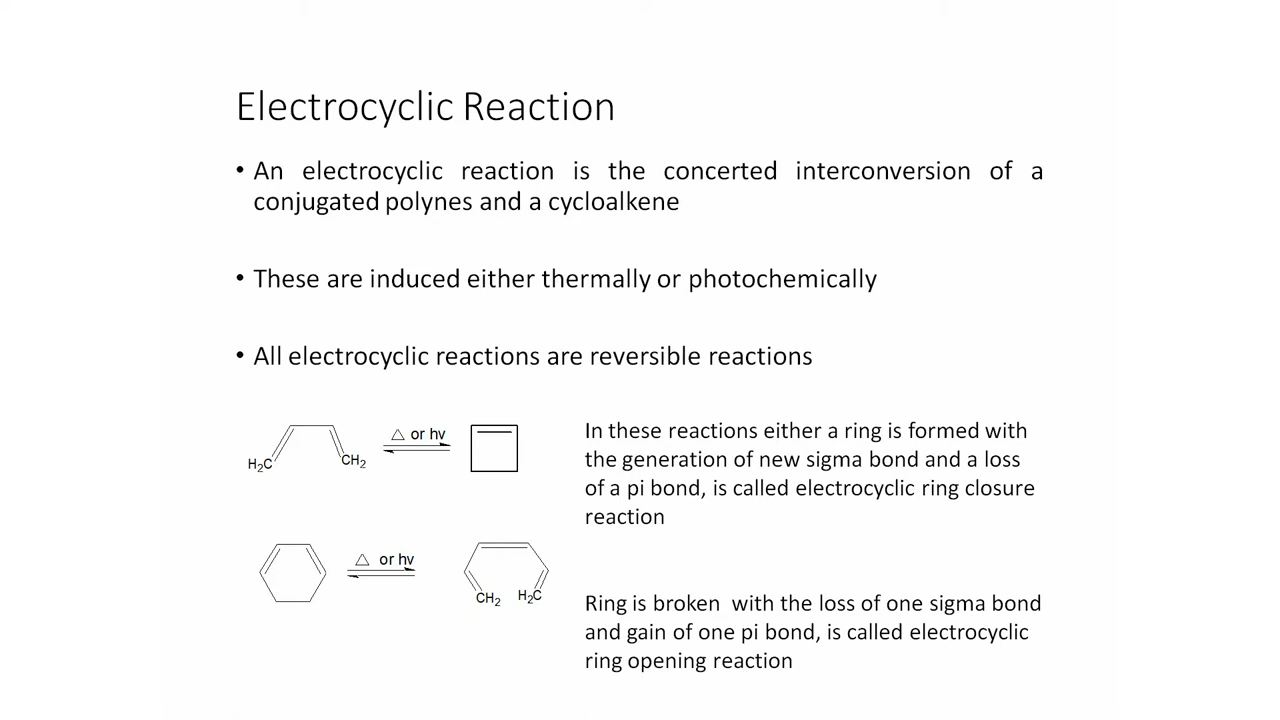 Electrocyclic Reaction
• An electrocyclic reaction is the concerted interconversion of a
conjugated polynes and a cycloalkene
• These are induced either thermally or photochemically
• All electrocyclic reactions are reversible reactions
H₂C
CH₂
△ or hv
In these reactions either a ring is formed with
the generation of new sigma bond and a loss
of a pi bond, is called electrocyclic ring closure
reaction
△ or hv
CH₂
H₂C
Ring is broken with the loss of one sigma bond
and gain of one pi bond, is called electrocyclic
ring opening reaction